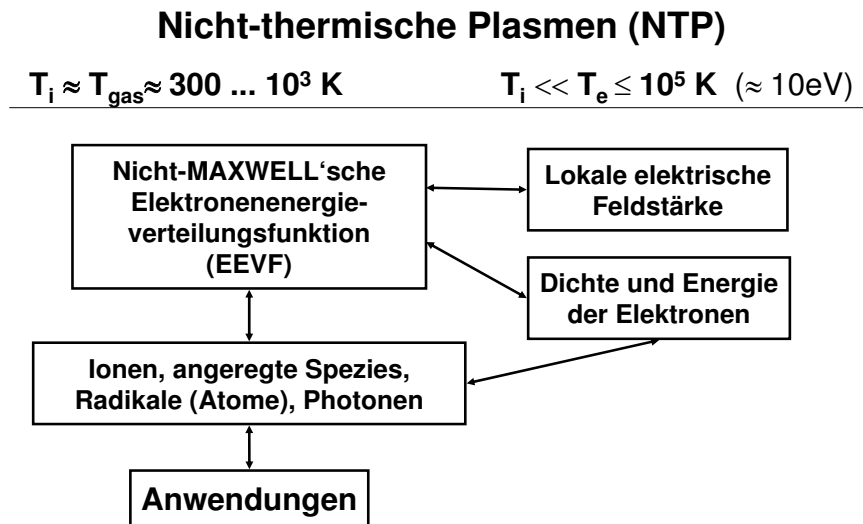 Nicht-thermische Plasmen (NTP)
Tᵢ ≈ T_gas ≈ 300 ... 10³ K
Tᵢ << Tₑ ≤ 10⁵ K (≈ 10eV)
Nicht-MAXWELL‘sche
Elektronenenergie-
verteilungsfunktion
(EEVF)
Lokale elektrische
Feldstärke
Dichte und Energie
der Elektronen
Ionen, angeregte Spezies,
Radikale (Atome), Photonen
Anwendungen